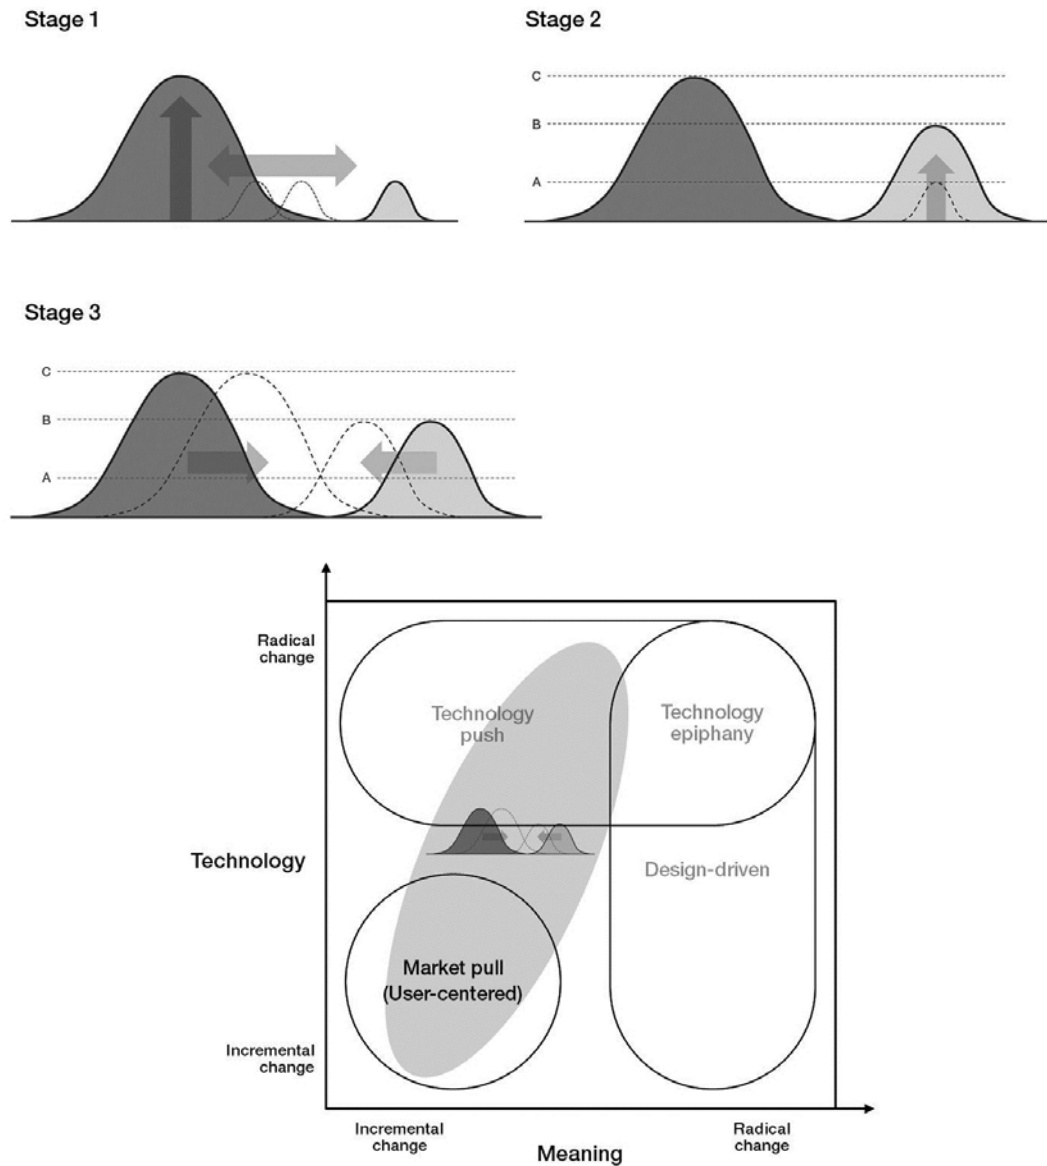 Stage 1
Stage 2
C
B
A
Stage 3
C
B
A
Radical
change
Technology
push
Technology
epiphany
Technology
Design-driven
Market pull
(User-centered)
Incremental
change
Incremental
change
Radical
change
Meaning